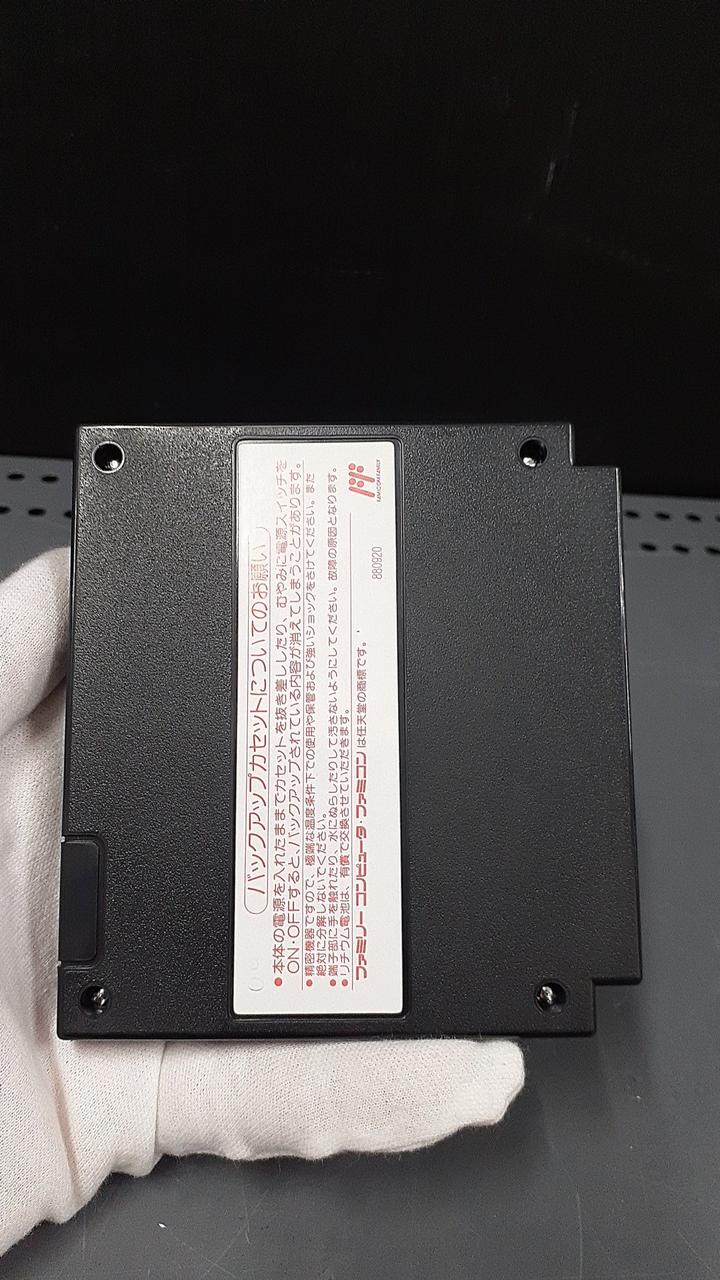 バックアップカセットについてのお願い
●本体の電源を入れたままでカセットを抜き差ししたり、むやみに電源スイッチを
ON・OFFすると、バックアップされている内容が消えてしまうことがあります。
●精密機器ですので、極端な温度条件下での使用や保管および強いショックをさけてください。また
絶対に分解しないでください。
●端子部に手を触れたり、水にぬらしたりして汚さないようにしてください。故障の原因となります。
●リチウム電池は、有償で交換させていただきます。
ファミリーコンピュータ・ファミコンは任天堂の商標です。
880920
FAMICOM FAMILY